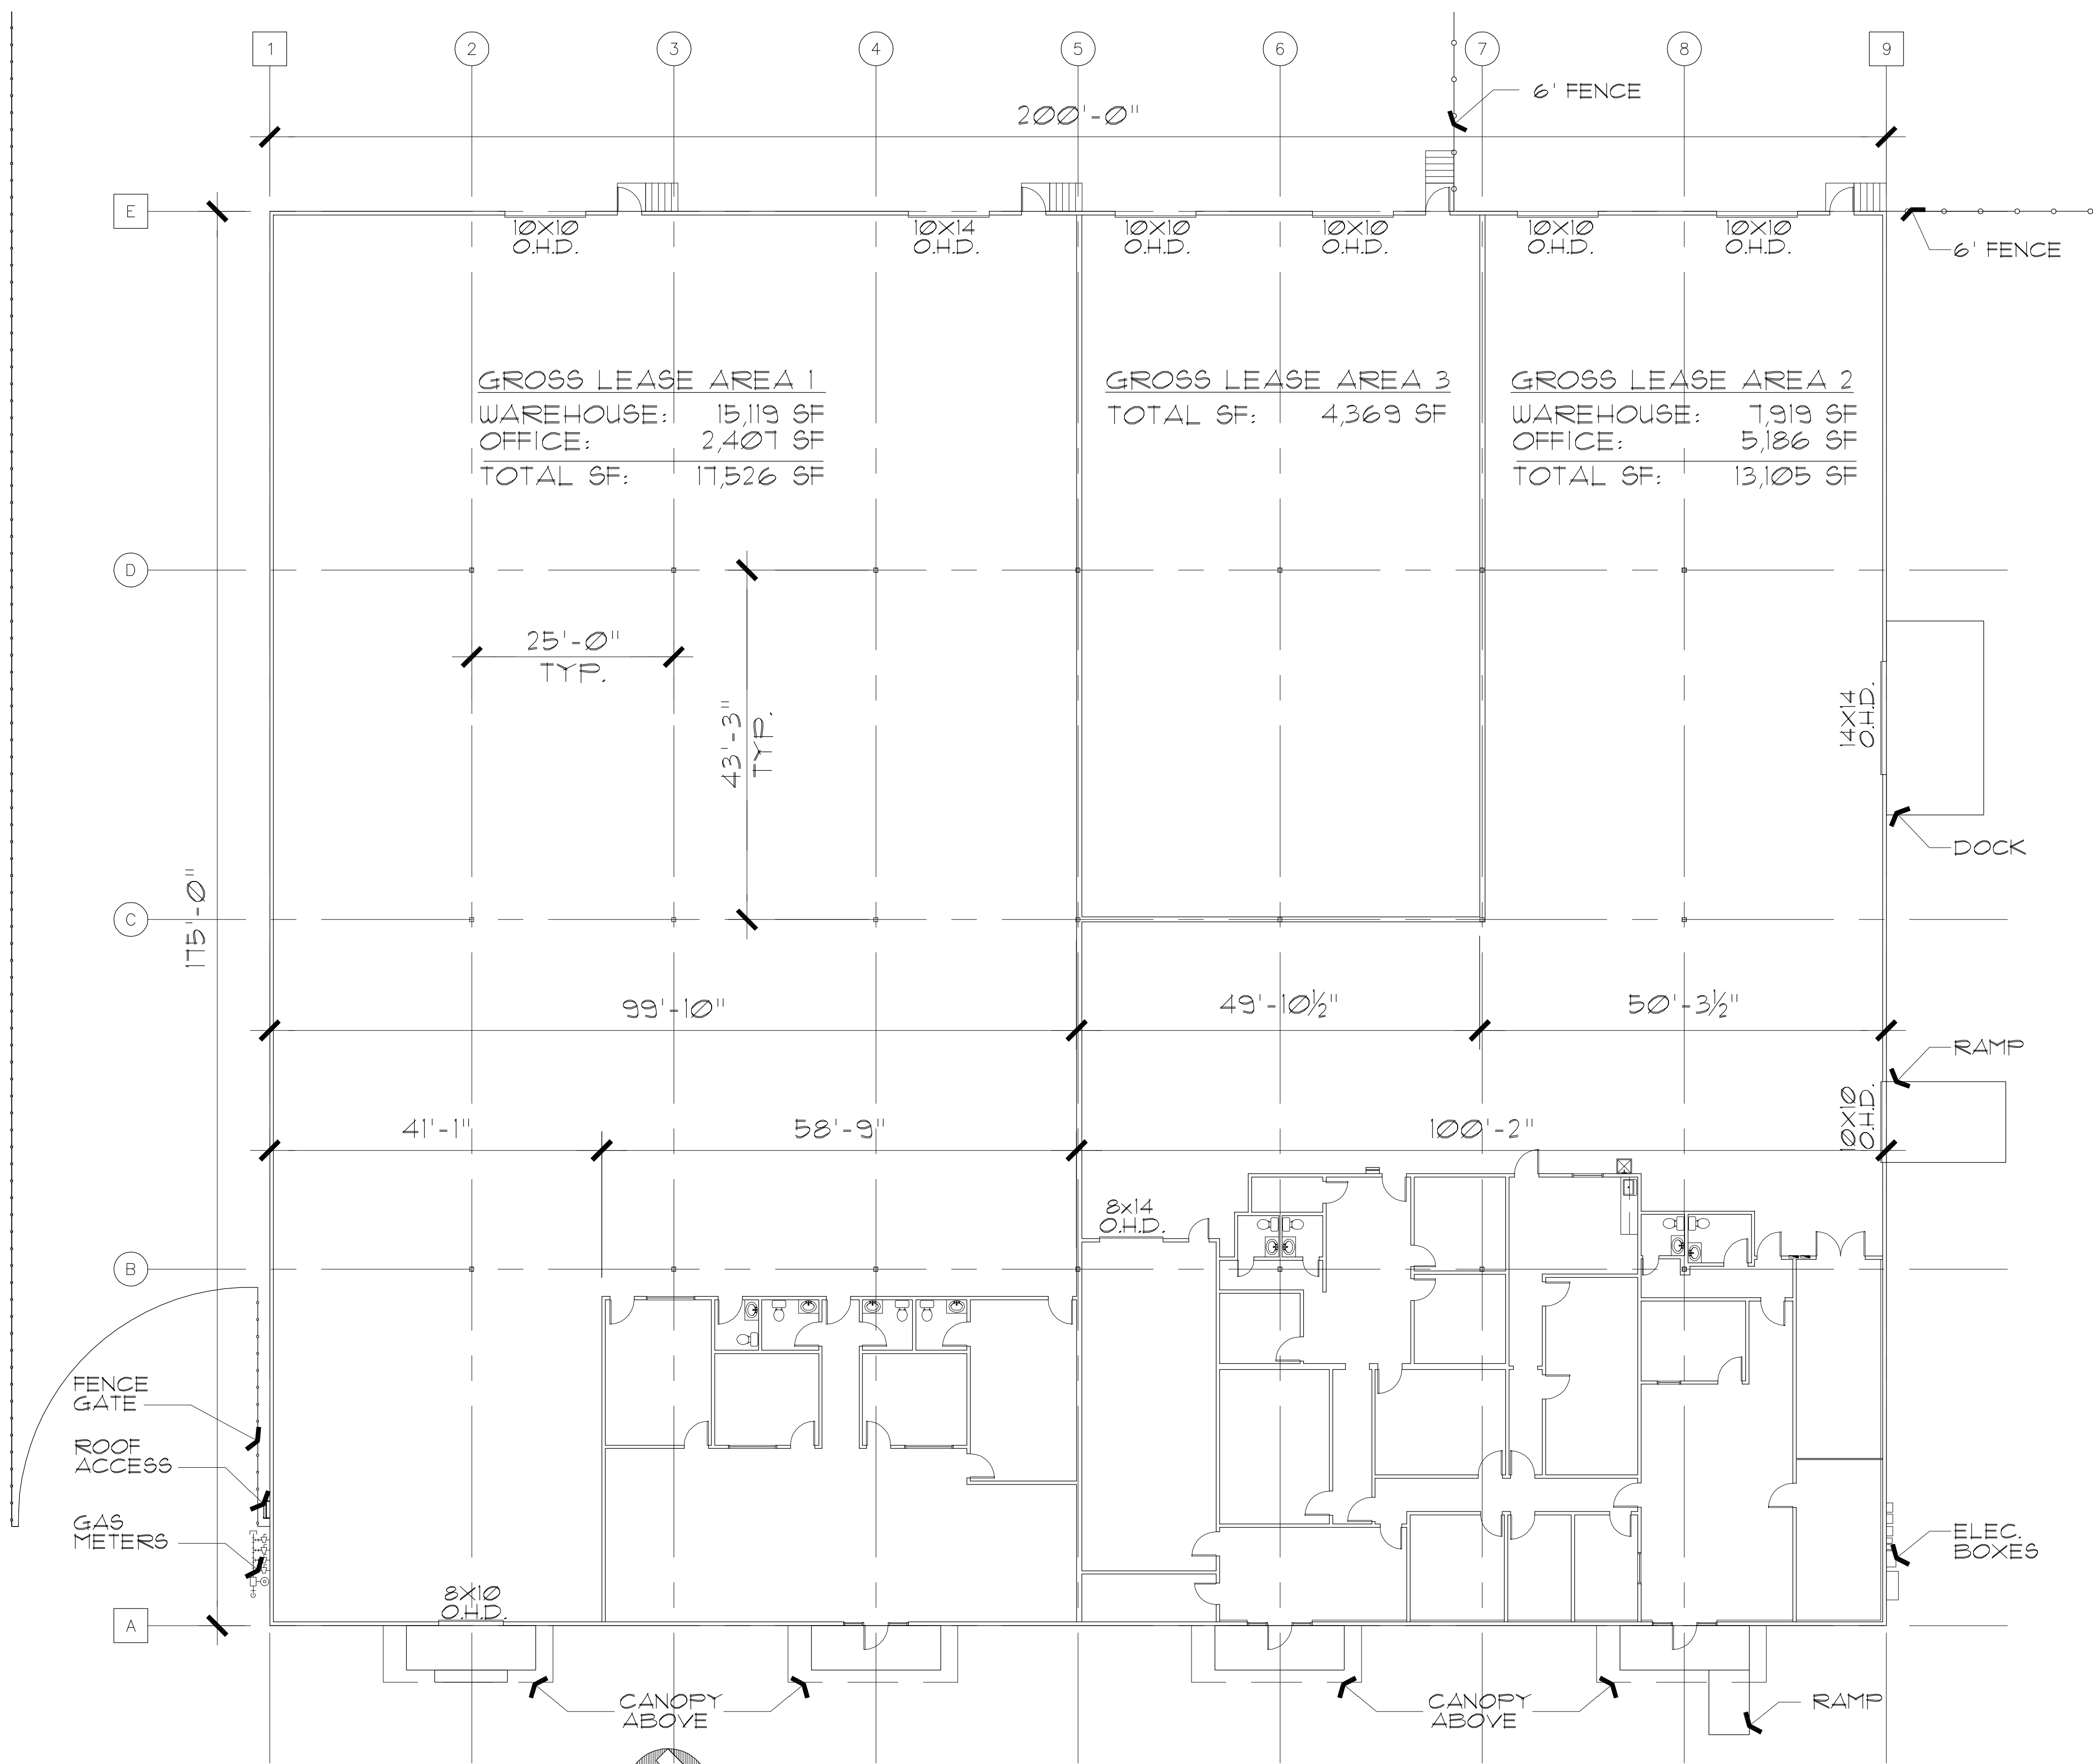 1 2 3 4 5 6 7 8 9
6' FENCE
200'-0"
E
10X10
O.H.D.
10X14
O.H.D.
10X10
O.H.D.
10X10
O.H.D.
10X10
O.H.D.
10X10
O.H.D.
6' FENCE
GROSS LEASE AREA 1
WAREHOUSE: 15,119 SF
OFFICE: 2,407 SF
TOTAL SF: 17,526 SF
GROSS LEASE AREA 3
TOTAL SF: 4,369 SF
GROSS LEASE AREA 2
WAREHOUSE: 7,919 SF
OFFICE: 5,186 SF
TOTAL SF: 13,105 SF
D
25'-0"
TYP.
43'-3"
TYP.
14X14
O.H.D.
DOCK
C
175'-0"
99'-10"
49'-10½"
50'-3½"
RAMP
41'-1"
58'-9"
100'-2"
10X10
O.H.D.
8x14
O.H.D.
B
FENCE
GATE
ROOF
ACCESS
GAS
METERS
ELEC.
BOXES
8X10
O.H.D.
A
CANOPY
ABOVE
CANOPY
ABOVE
RAMP